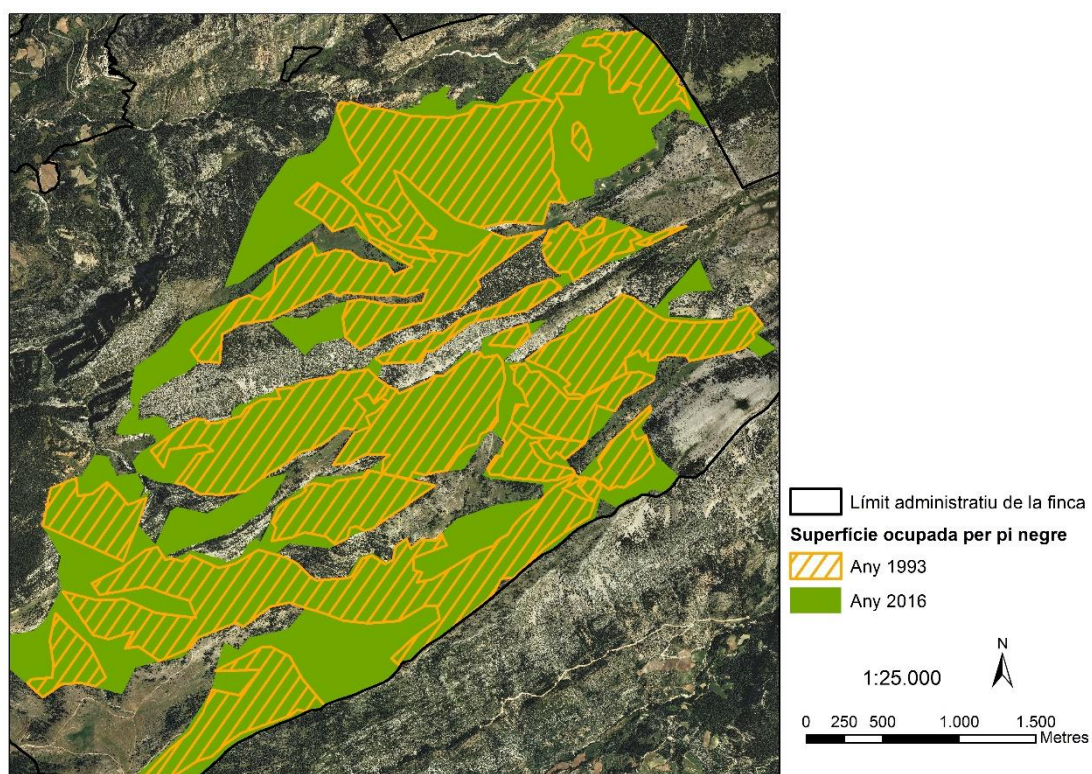 Límit administratiu de la finca
Superfície ocupada per pi negre
Any 1993
Any 2016
N
1:25.000
0 250 500 1.000 1.500
Metres